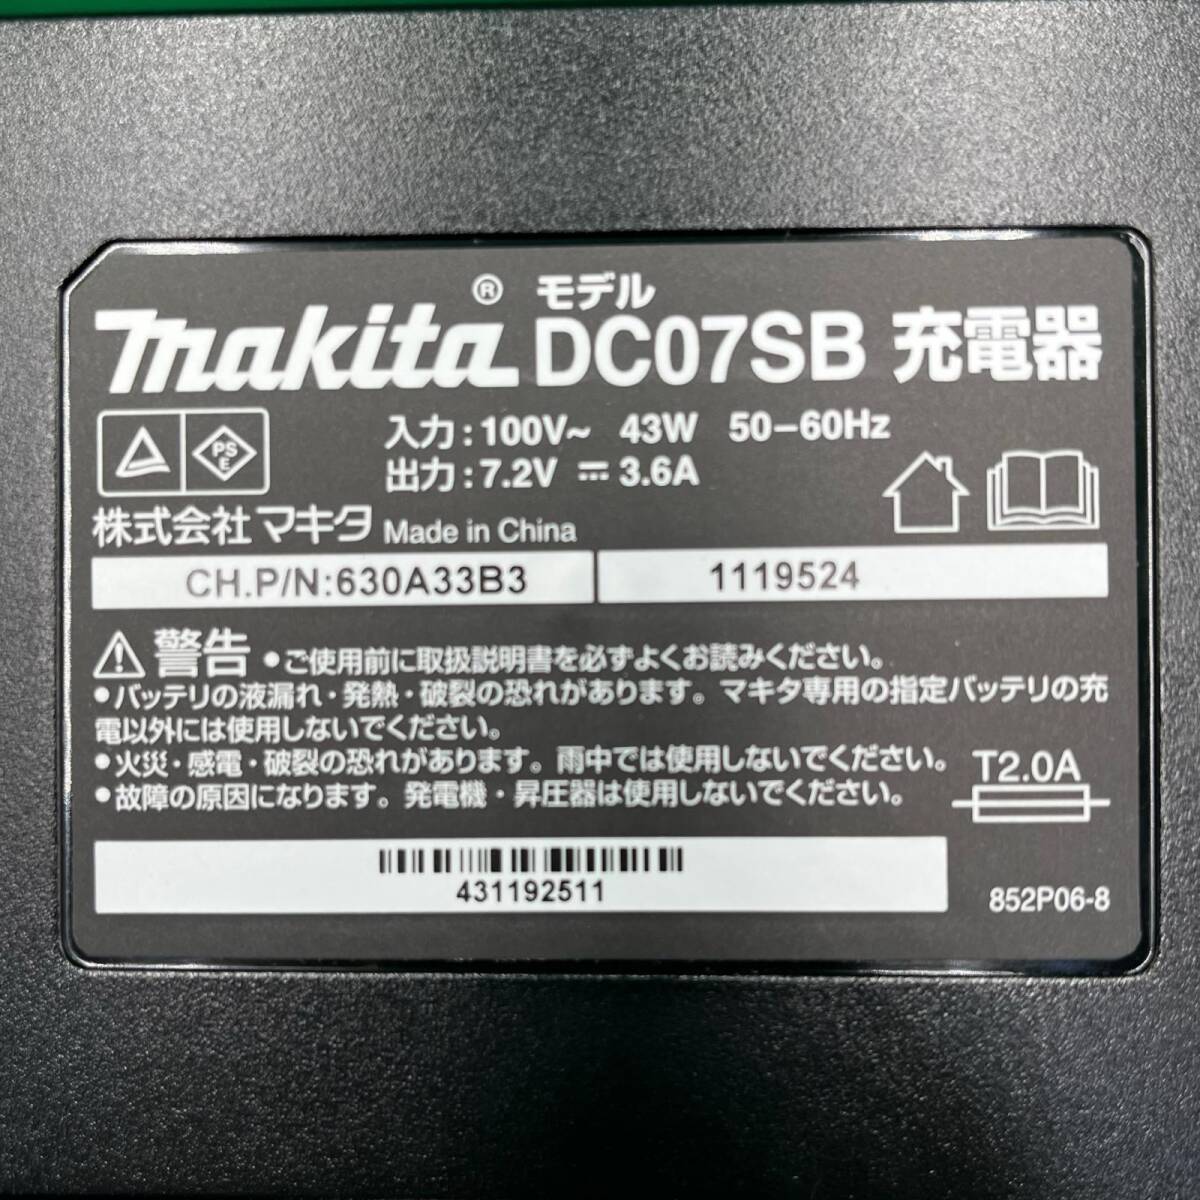 makita® モデル DC07SB 充電器
PSE
入力:100V~ 43W 50-60Hz
出力:7.2V ⎓ 3.6A
株式会社マキタ Made in China
CH.P/N:630A33B3 1119524
⚠警告 •ご使用前に取扱説明書を必ずよくお読みください。
•バッテリの液漏れ・発熱・破裂の恐れがあります。マキタ専用の指定バッテリの充
電以外には使用しないでください。
•火災・感電・破裂の恐れがあります。雨中では使用しないでください。
•故障の原因になります。発電機・昇圧器は使用しないでください。
T2.0A
431192511
852P06-8